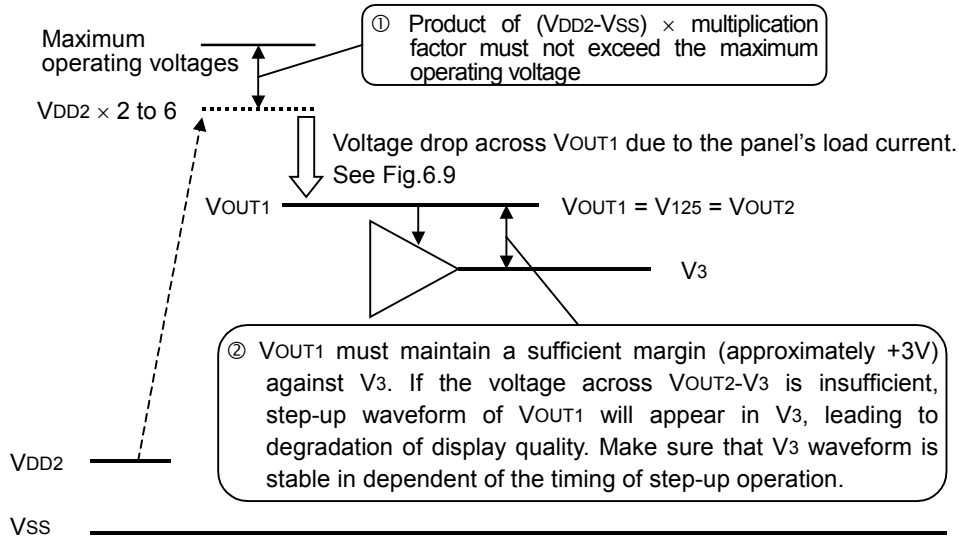 Maximum
operating voltages
① Product of (VDD2-VSS) × multiplication
factor must not exceed the maximum
operating voltage
VDD2 × 2 to 6
Voltage drop across VOUT1 due to the panel's load current.
See Fig.6.9
VOUT1
VOUT1 = V125 = VOUT2
V3
② VOUT1 must maintain a sufficient margin (approximately +3V)
against V3. If the voltage across VOUT2-V3 is insufficient,
step-up waveform of VOUT1 will appear in V3, leading to
degradation of display quality. Make sure that V3 waveform is
stable in dependent of the timing of step-up operation.
VDD2
VSS